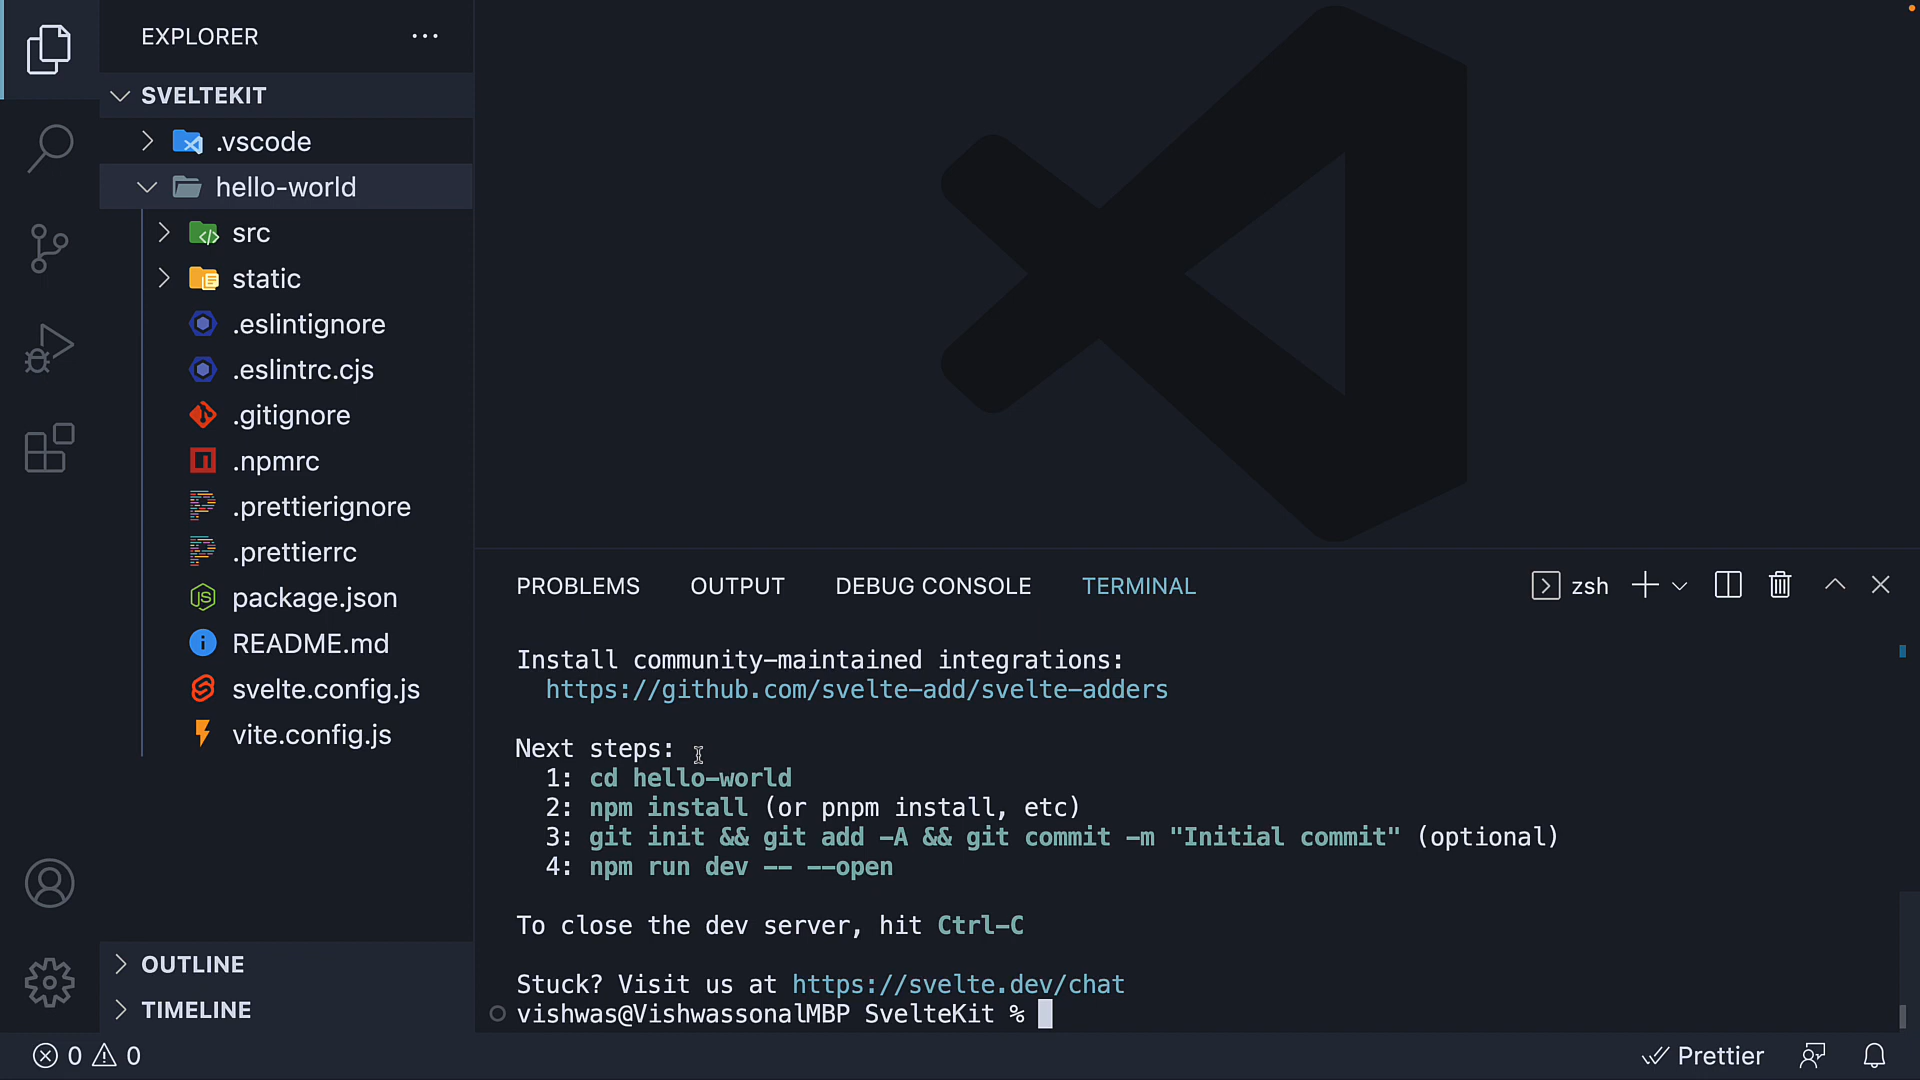 EXPLORER
SVELTEKIT
.vscode
hello-world
src
static
.eslintignore
.eslintrc.cjs
.gitignore
.npmrc
.prettierignore
.prettierrc
package.json
README.md
svelte.config.js
vite.config.js
OUTLINE
TIMELINE
PROBLEMS OUTPUT DEBUG CONSOLE TERMINAL zsh
Install community-maintained integrations:
https://github.com/svelte-add/svelte-adders
Next steps:
1: cd hello-world
2: npm install (or pnpm install, etc)
3: git init && git add -A && git commit -m "Initial commit" (optional)
4: npm run dev -- --open
To close the dev server, hit Ctrl-C
Stuck? Visit us at https://svelte.dev/chat
vishwas@VishwassonalMBP SvelteKit %
0 0 Prettier